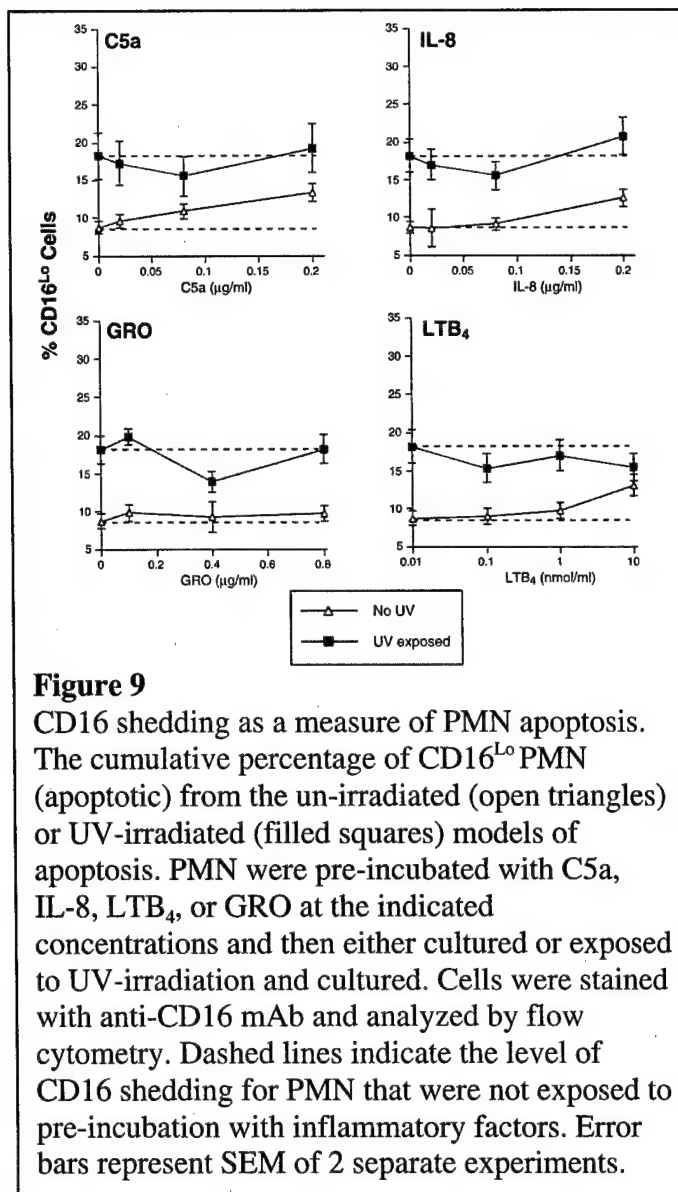 C5a
IL-8
35
30
25
20
15
10
5
0
0.05
0.1
0.15
0.2
C5a (µg/ml)
35
30
25
20
15
10
5
0
0.05
0.1
0.15
0.2
IL-8 (µg/ml)
% CD16Lo Cells
GRO
LTB4
35
30
25
20
15
10
5
0
0.2
0.4
0.6
0.8
GRO (µg/ml)
35
30
25
20
15
10
5
0.01
0.1
1
10
LTB4 (nmol/ml)
No UV
UV exposed
Figure 9
CD16 shedding as a measure of PMN apoptosis.
The cumulative percentage of CD16Lo PMN
(apoptotic) from the un-irradiated (open triangles)
or UV-irradiated (filled squares) models of
apoptosis. PMN were pre-incubated with C5a,
IL-8, LTB4, or GRO at the indicated
concentrations and then either cultured or exposed
to UV-irradiation and cultured. Cells were stained
with anti-CD16 mAb and analyzed by flow
cytometry. Dashed lines indicate the level of
CD16 shedding for PMN that were not exposed to
pre-incubation with inflammatory factors. Error
bars represent SEM of 2 separate experiments.